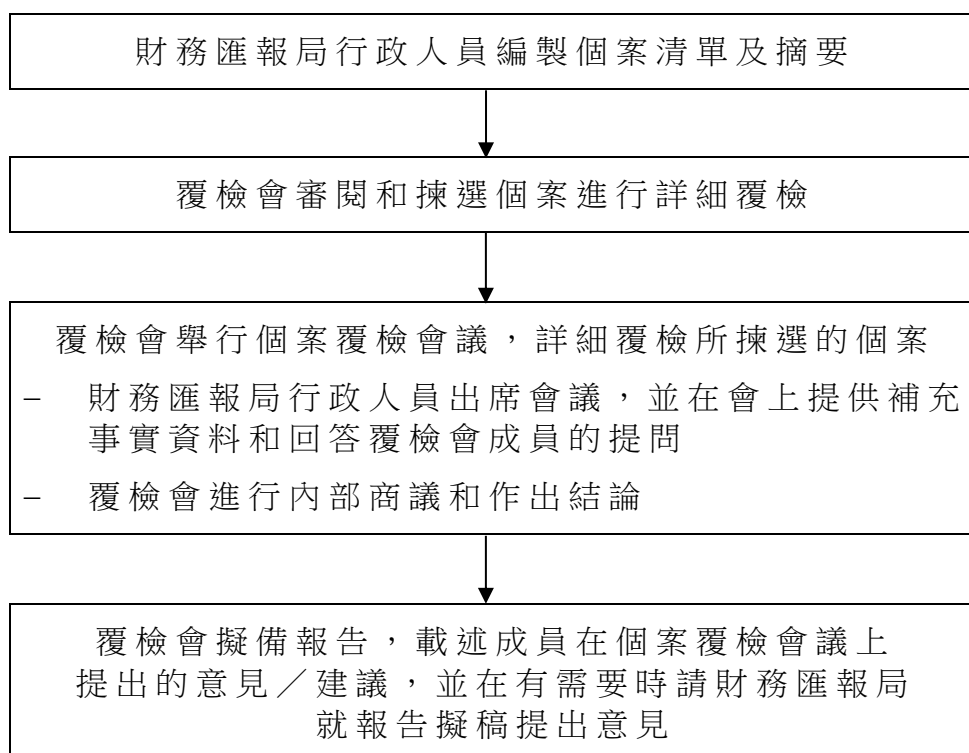 財務匯報局行政人員編製個案清單及摘要
覆檢會審閱和揀選個案進行詳細覆檢
覆檢會舉行個案覆檢會議，詳細覆檢所揀選的個案
– 財務匯報局行政人員出席會議，並在會上提供補充
事實資料和回答覆檢會成員的提問
– 覆檢會進行內部商議和作出結論
覆檢會擬備報告，載述成員在個案覆檢會議上
提出的意見／建議，並在有需要時請財務匯報局
就報告擬稿提出意見